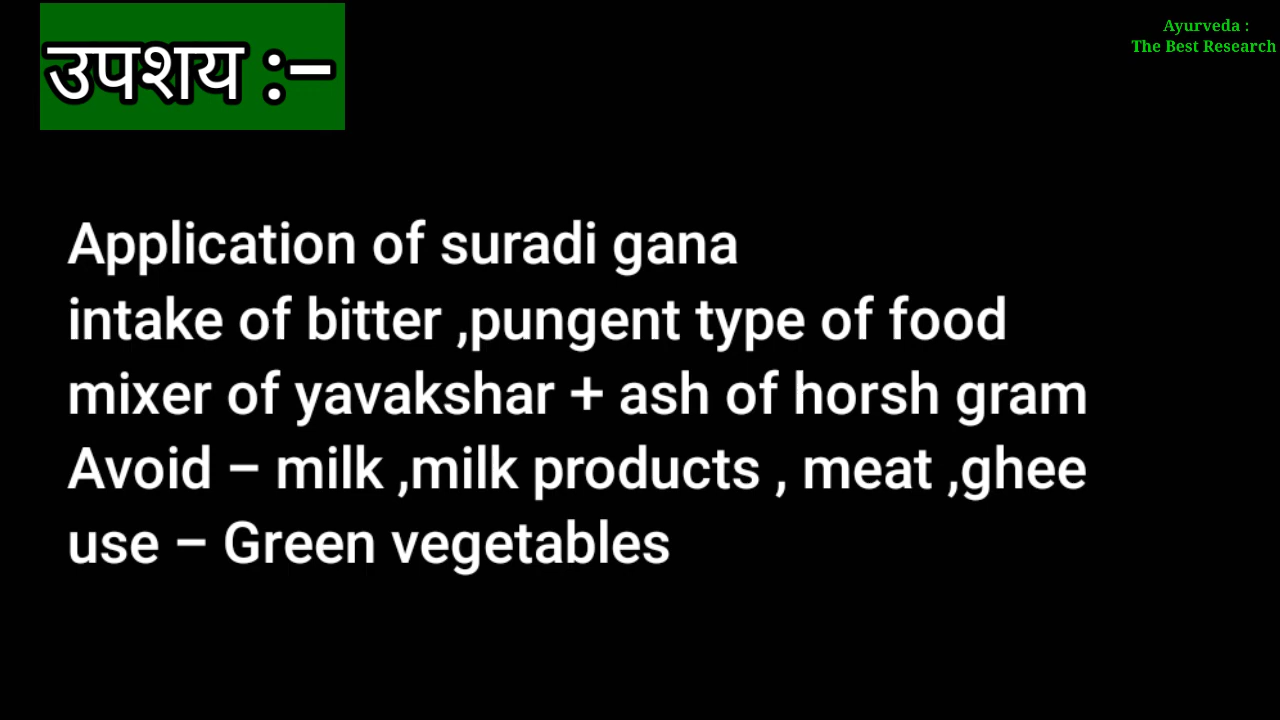 उपशय :–
Ayurveda :
The Best Research
Application of suradi gana
intake of bitter ,pungent type of food
mixer of yavakshar + ash of horsh gram
Avoid – milk ,milk products , meat ,ghee
use – Green vegetables